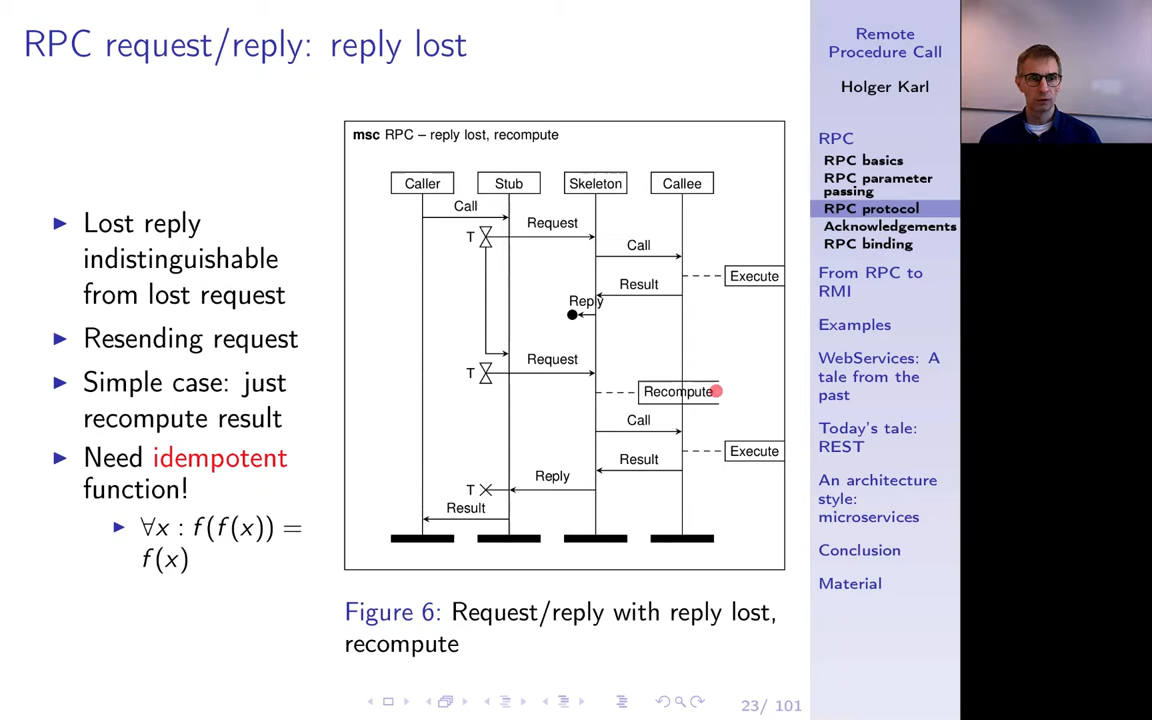 RPC request/reply: reply lost
▶ Lost reply
indistinguishable
from lost request
▶ Resending request
▶ Simple case: just
recompute result
▶ Need idempotent
function!
▶ ∀x : f(f(x)) =
f(x)
msc RPC – reply lost, recompute
Caller Stub Skeleton Callee
Call
T Request
Call
Execute
Result
Reply
T Request
Recompute
Call
Execute
Result
Reply
T
Result
Figure 6: Request/reply with reply lost,
recompute
23/ 101
Remote
Procedure Call
Holger Karl
RPC
RPC basics
RPC parameter
passing
RPC protocol
Acknowledgements
RPC binding
From RPC to
RMI
Examples
WebServices: A
tale from the
past
Today's tale:
REST
An architecture
style:
microservices
Conclusion
Material